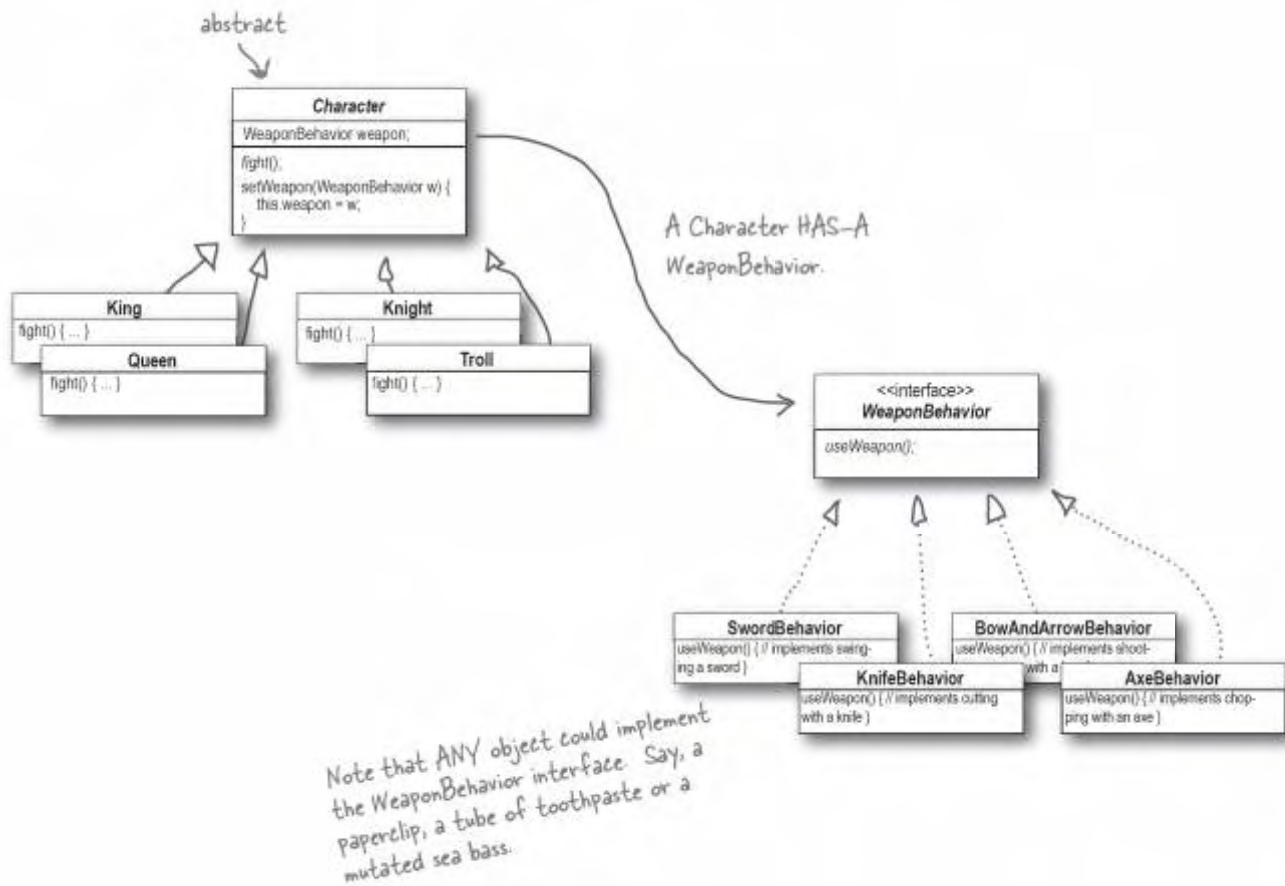 abstract
Character
WeaponBehavior weapon;
fight();
setWeapon(WeaponBehavior w) {
this.weapon = w;
}
A Character HAS-A
WeaponBehavior.
King
fight() { ... }
Queen
fight() { ... }
Knight
fight() { ... }
Troll
fight() { ... }
<<interface>>
WeaponBehavior
useWeapon();
SwordBehavior
useWeapon() { // implements swing-
ing a sword }
BowAndArrowBehavior
useWeapon() { // implements shoot-
with a
KnifeBehavior
useWeapon() { // implements cutting
with a knife }
AxeBehavior
useWeapon() { // implements chop-
ping with an axe }
Note that ANY object could implement
the WeaponBehavior interface. Say, a
paperclip, a tube of toothpaste or a
mutated sea bass.